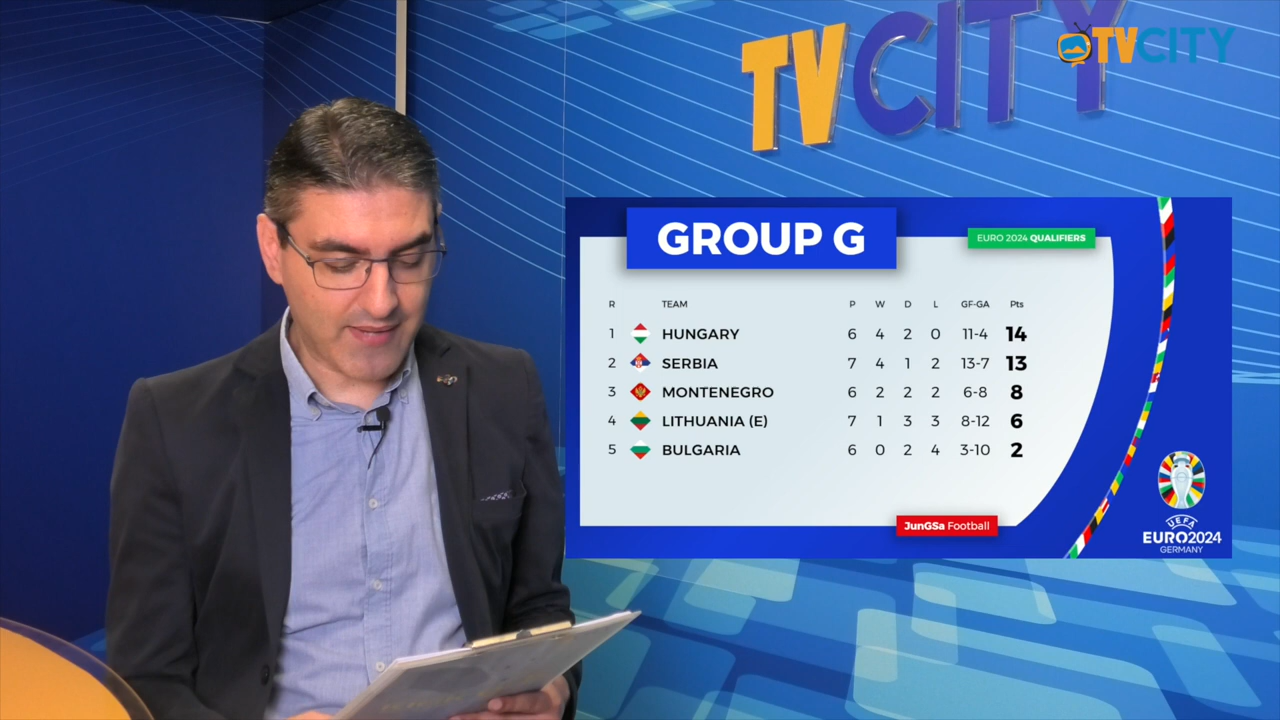 TVCITY
TVCITY
GROUP G
EURO 2024 QUALIFIERS
R TEAM P W D L GF-GA Pts
1 HUNGARY 6 4 2 0 11-4 14
2 SERBIA 7 4 1 2 13-7 13
3 MONTENEGRO 6 2 2 2 6-8 8
4 LITHUANIA (E) 7 1 3 3 8-12 6
5 BULGARIA 6 0 2 4 3-10 2
JunGSa Football
UEFA
EURO2024
GERMANY